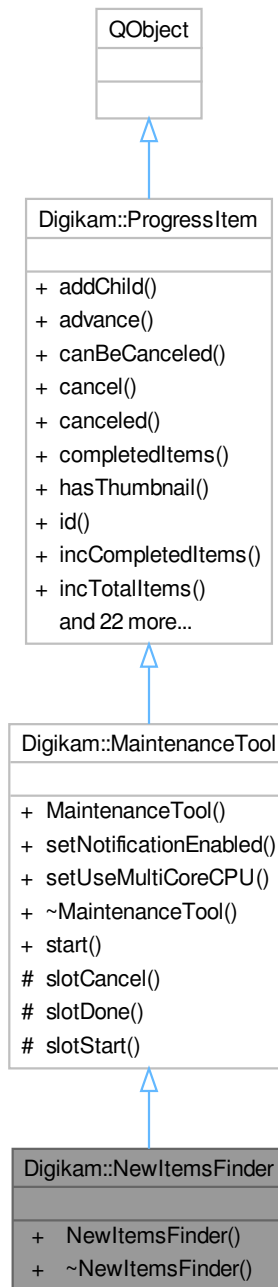 QObject
Digikam::ProgressItem
+ addChild()
+ advance()
+ canBeCanceled()
+ cancel()
+ canceled()
+ completedItems()
+ hasThumbnail()
+ id()
+ incCompletedItems()
+ incTotalItems()
and 22 more...
Digikam::MaintenanceTool
+ MaintenanceTool()
+ setNotificationEnabled()
+ setUseMultiCoreCPU()
+ ~MaintenanceTool()
+ start()
# slotCancel()
# slotDone()
# slotStart()
Digikam::NewItemsFinder
+ NewItemsFinder()
+ ~NewItemsFinder()